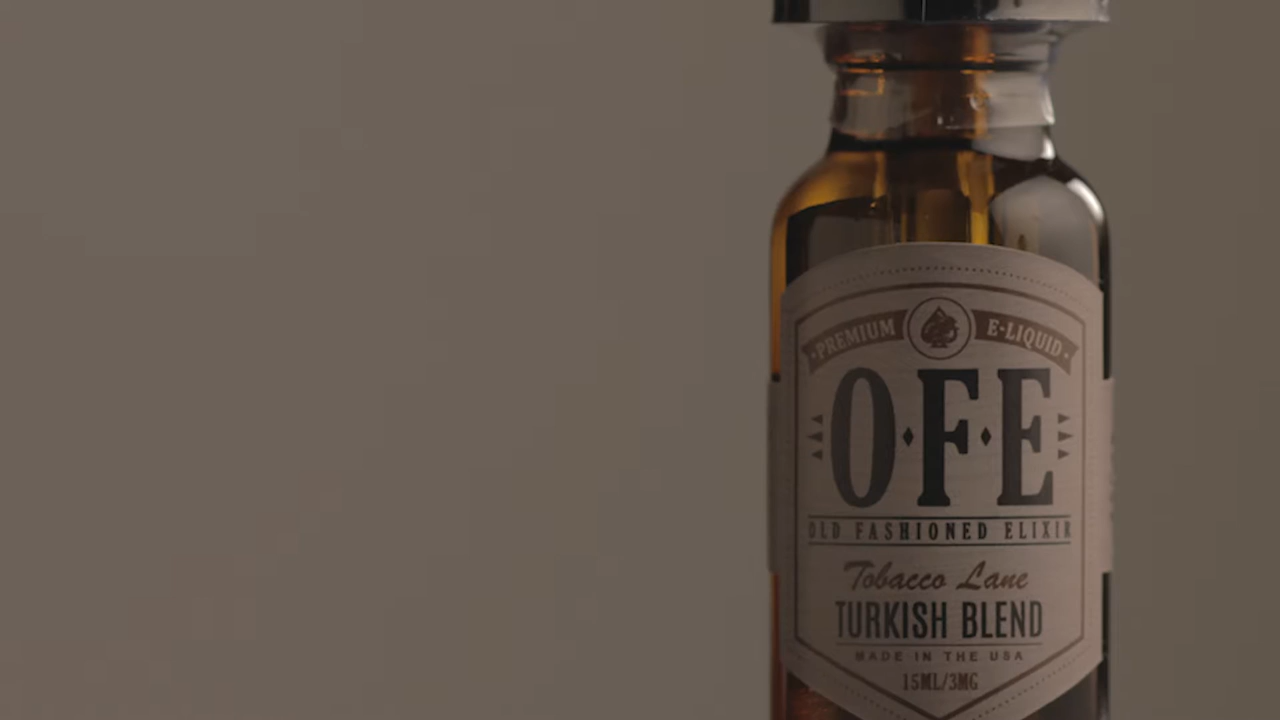 PREMIUM E-LIQUID
O·F·E
OLD FASHIONED ELIXIR
Tobacco Lane
TURKISH BLEND
MADE IN THE USA
15ML/3MG